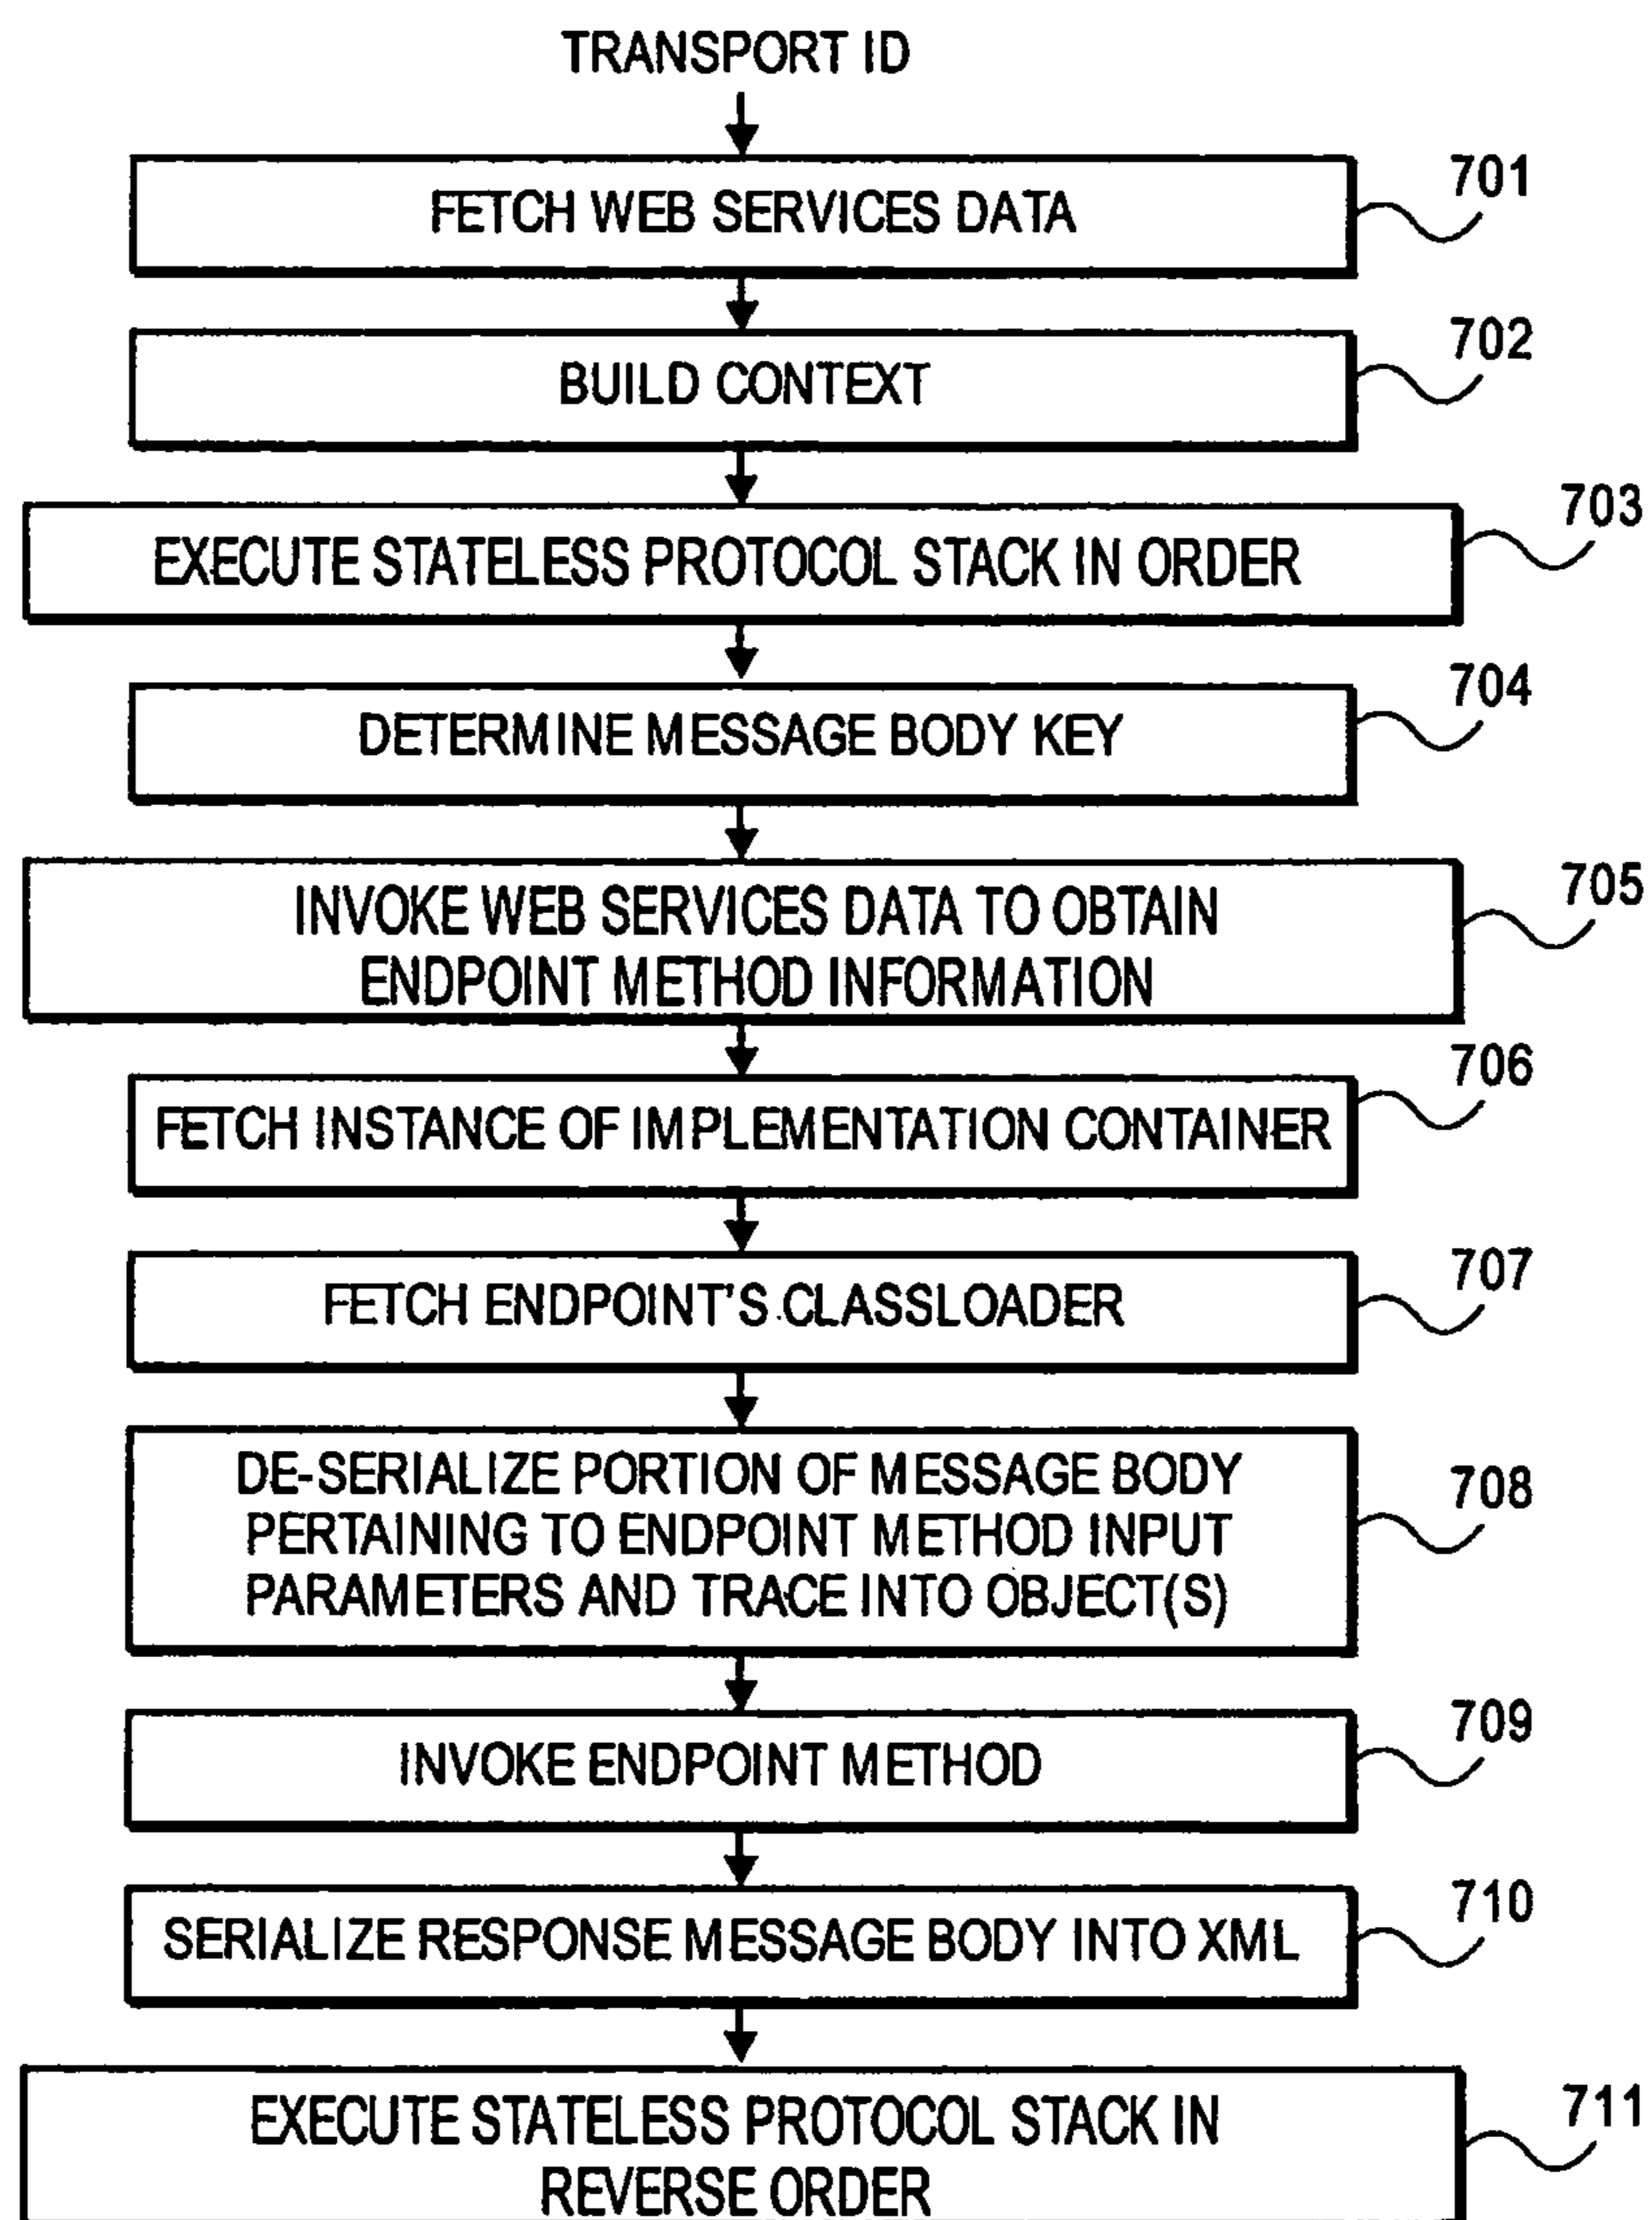 TRANSPORT ID
FETCH WEB SERVICES DATA
701
BUILD CONTEXT
702
EXECUTE STATELESS PROTOCOL STACK IN ORDER
703
DETERMINE MESSAGE BODY KEY
704
INVOKE WEB SERVICES DATA TO OBTAIN
ENDPOINT METHOD INFORMATION
705
FETCH INSTANCE OF IMPLEMENTATION CONTAINER
706
FETCH ENDPOINT'S CLASSLOADER
707
DE-SERIALIZE PORTION OF MESSAGE BODY
PERTAINING TO ENDPOINT METHOD INPUT
PARAMETERS AND TRACE INTO OBJECT(S)
708
INVOKE ENDPOINT METHOD
709
SERIALIZE RESPONSE MESSAGE BODY INTO XML
710
EXECUTE STATELESS PROTOCOL STACK IN
REVERSE ORDER
711